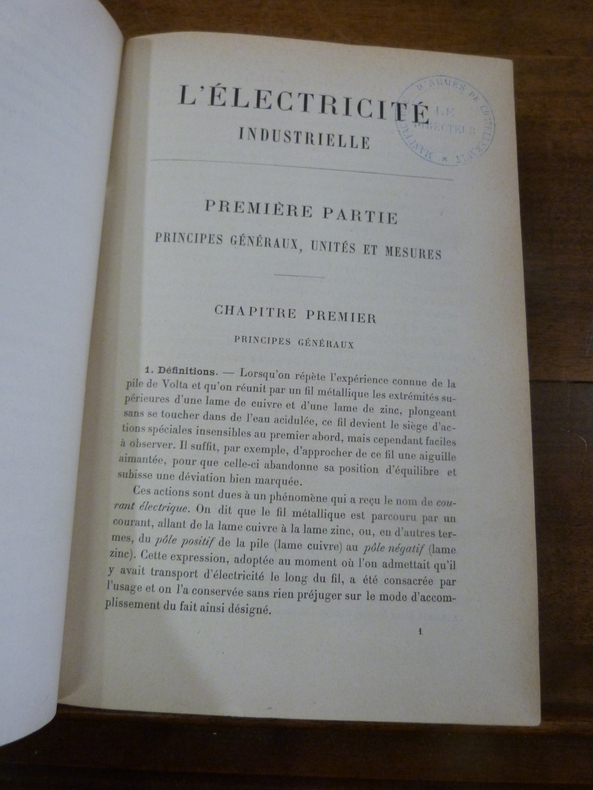 L'ÉLECTRICITÉ
INDUSTRIELLE
D'ARMES DE CHATELLERAULT
LE
DIRECTEUR
PREMIÈRE PARTIE
PRINCIPES GÉNÉRAUX, UNITÉS ET MESURES
CHAPITRE PREMIER
PRINCIPES GÉNÉRAUX
1. Définitions. — Lorsqu'on répète l'expérience connue de la
pile de Volta et qu'on réunit par un fil métallique les extrémités su-
périeures d'une lame de cuivre et d'une lame de zinc, plongeant
sans se toucher dans de l'eau acidulée, ce fil devient le siège d'ac-
tions spéciales insensibles au premier abord, mais cependant faciles
à observer. Il suffit, par exemple, d'approcher de ce fil une aiguille
aimantée, pour que celle-ci abandonne sa position d'équilibre et
subisse une déviation bien marquée.
Ces actions sont dues à un phénomène qui a reçu le nom de cou-
rant électrique. On dit que le fil métallique est parcouru par un
courant, allant de la lame cuivre à la lame zinc, ou, en d'autres ter-
mes, du pôle positif de la pile (lame cuivre) au pôle négatif (lame
zinc). Cette expression, adoptée au moment où l'on admettait qu'il
y avait transport d'électricité le long du fil, a été consacrée par
l'usage et on l'a conservée sans rien préjuger sur le mode d'accom-
plissement du fait ainsi désigné.
1